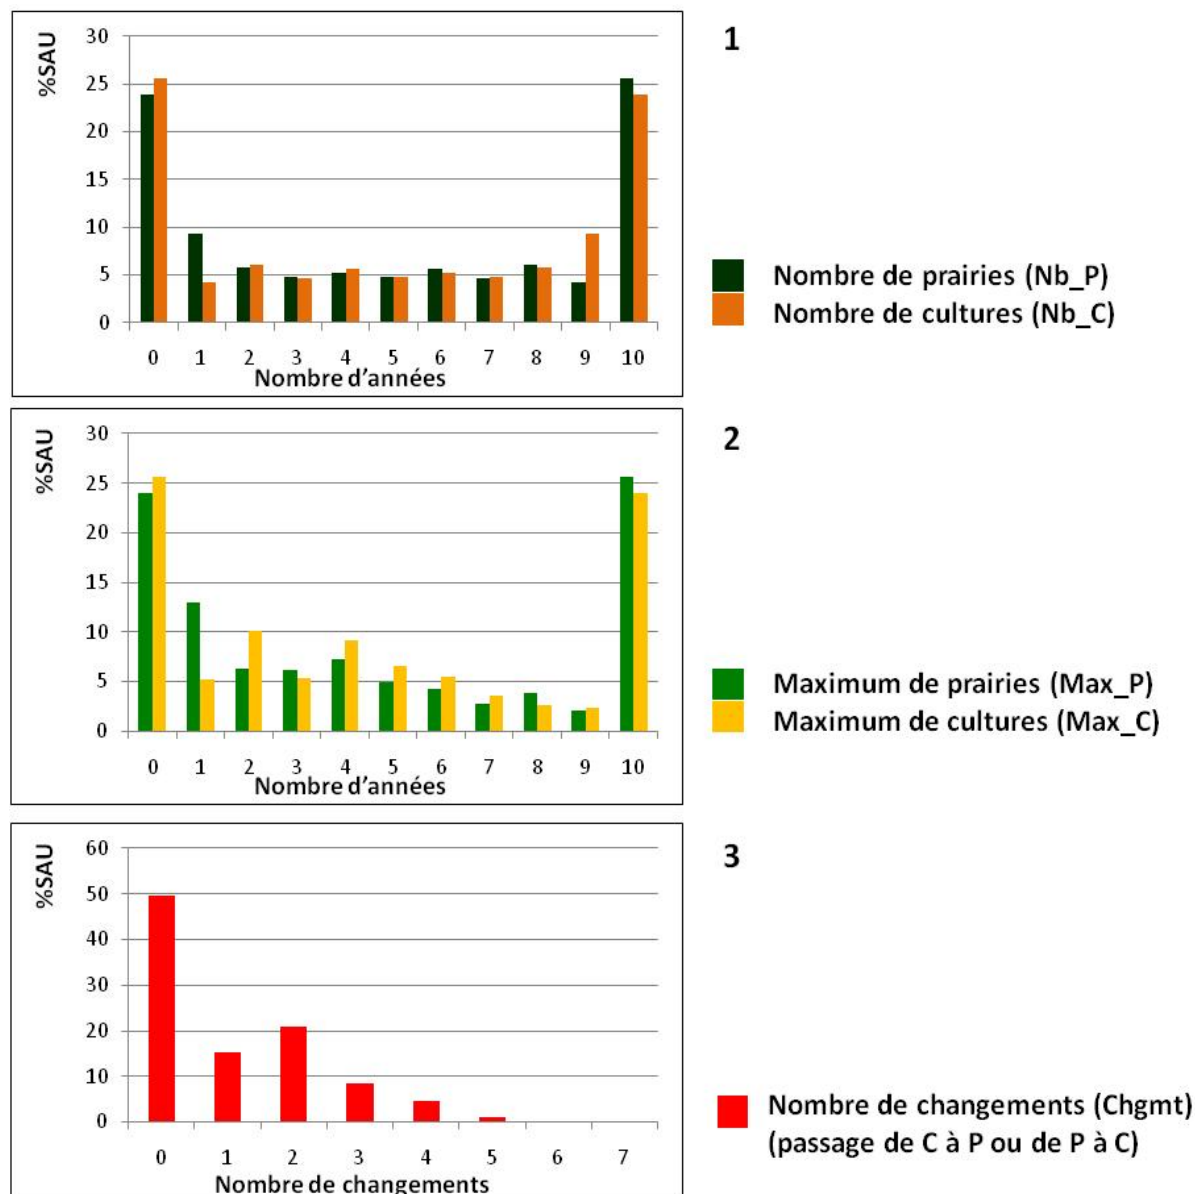 1
%SAU
30
25
20
15
10
5
0
0 1 2 3 4 5 6 7 8 9 10
Nombre d’années
Nombre de prairies (Nb_P)
Nombre de cultures (Nb_C)
2
%SAU
30
25
20
15
10
5
0
0 1 2 3 4 5 6 7 8 9 10
Nombre d’années
Maximum de prairies (Max_P)
Maximum de cultures (Max_C)
3
%SAU
60
50
40
30
20
10
0
0 1 2 3 4 5 6 7
Nombre de changements
Nombre de changements (Chgmt)
(passage de C à P ou de P à C)